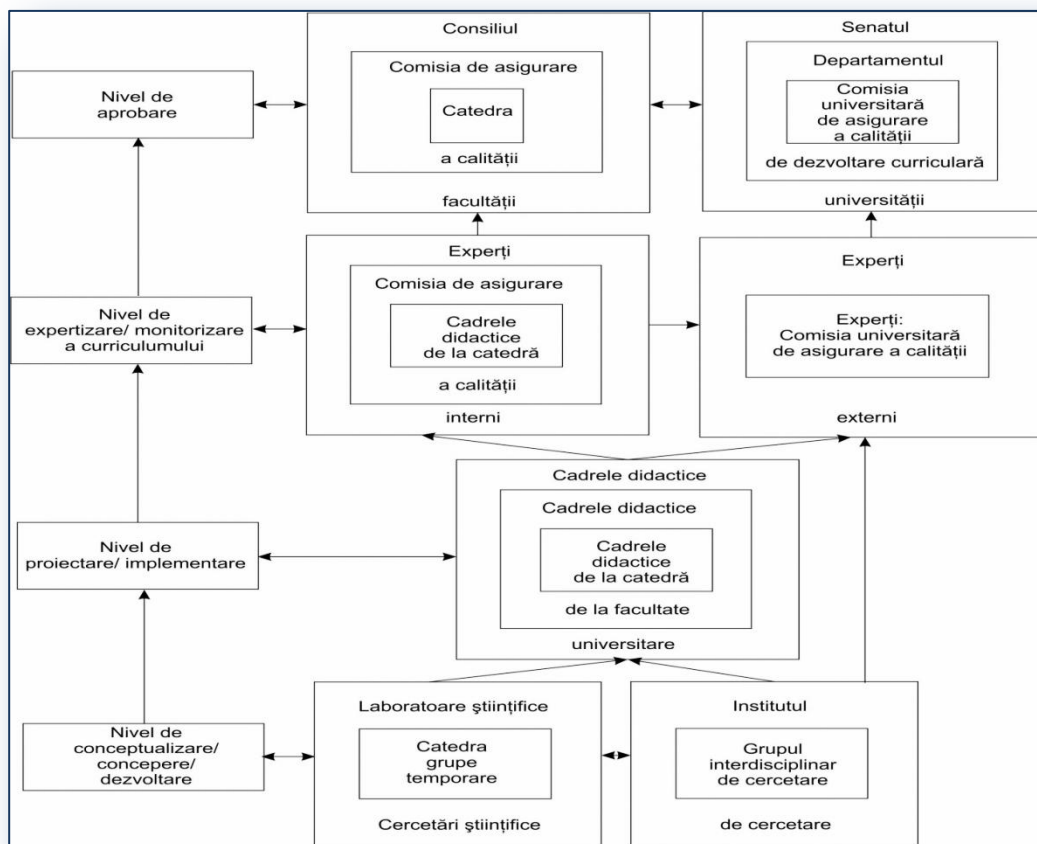 Consiliul
Comisia de asigurare
Catedra
a calității
facultății
Senatul
Departamentul
Comisia
universitară
de asigurare
a calității
de dezvoltare curriculară
universității
Nivel de
aprobare
Experți
Comisia de asigurare
Cadrele
didactice
de la catedră
a calității
interni
Experți
Experți:
Comisia universitară
de asigurare a calității
externi
Nivel de
expertizare/ monitorizare
a curriculumului
Cadrele didactice
Cadrele didactice
Cadrele
didactice
de la catedră
de la facultate
universitare
Nivel de
proiectare/ implementare
Laboratoare ştiințifice
Catedra
grupe
temporare
Cercetări ştiințifice
Institutul
Grupul
interdisciplinar
de cercetare
de cercetare
Nivel de
conceptualizare/
concepere/
dezvoltare